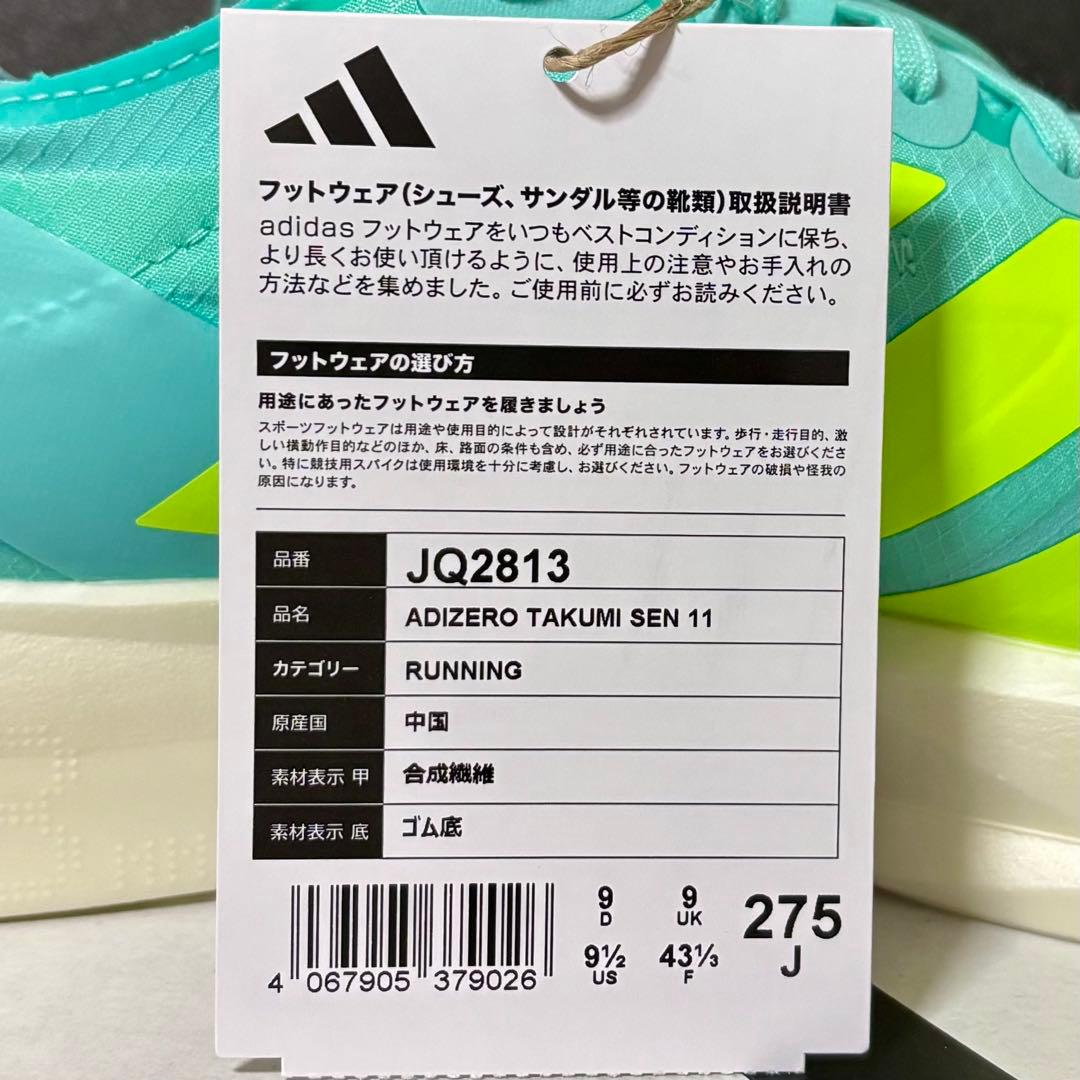 フットウェア(シューズ、サンダル等の靴類)取扱説明書
adidas フットウェアをいつもベストコンディションに保ち、
より長くお使い頂けるように、使用上の注意やお手入れの
方法などを集めました。ご使用前に必ずお読みください。
フットウェアの選び方
用途にあったフットウェアを履きましょう
スポーツフットウェアは用途や使用目的によって設計がそれぞれされています。歩行・走行目的、激
しい横動作目的などのほか、床、路面の条件も含め、必ず用途に合ったフットウェアをお選びくださ
い。特に競技用スパイクは使用環境を十分に考慮し、お選びください。フットウェアの破損や怪我の
原因になります。
品番 JQ2813
品名 ADIZERO TAKUMI SEN 11
カテゴリー RUNNING
原産国 中国
素材表示 甲 合成繊維
素材表示 底 ゴム底
9 9 275
D UK J
9½ 43⅓
US F
4 067905 379026